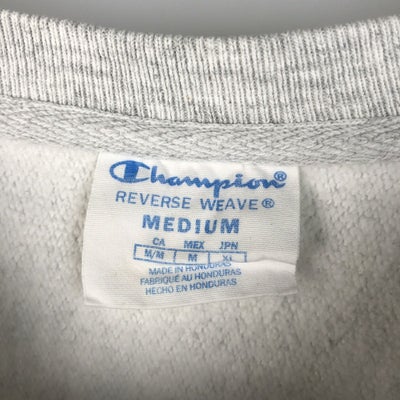 Champion®
REVERSE WEAVE®
MEDIUM
CA MEX JPN
M/M M XL
MADE IN HONDURAS
FABRIQUÉ AU HONDURAS
HECHO EN HONDURAS